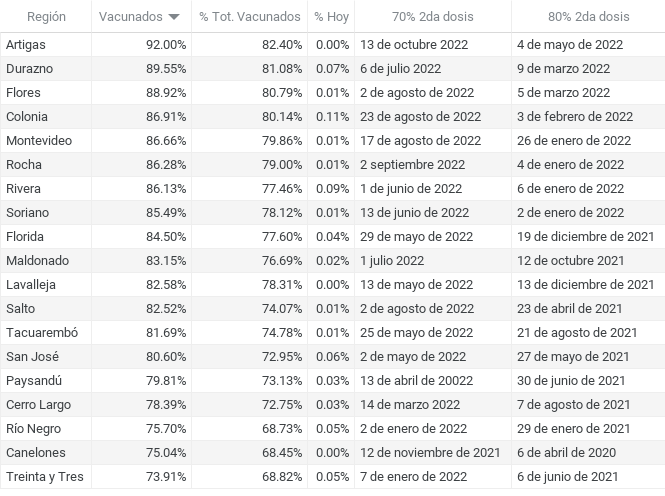 Región Vacunados % Tot. Vacunados % Hoy 70% 2da dosis 80% 2da dosis
Artigas 92.00% 82.40% 0.00% 13 de octubre 2022 4 de mayo de 2022
Durazno 89.55% 81.08% 0.07% 6 de julio 2022 9 de marzo 2022
Flores 88.92% 80.79% 0.01% 2 de agosto de 2022 5 de marzo 2022
Colonia 86.91% 80.14% 0.11% 23 de agosto de 2022 3 de febrero de 2022
Montevideo 86.66% 79.86% 0.01% 17 de agosto de 2022 26 de enero de 2022
Rocha 86.28% 79.00% 0.01% 2 septiembre 2022 4 de enero de 2022
Rivera 86.13% 77.46% 0.09% 1 de junio de 2022 6 de enero de 2022
Soriano 85.49% 78.12% 0.01% 13 de junio de 2022 2 de enero de 2022
Florida 84.50% 77.60% 0.04% 29 de mayo de 2022 19 de diciembre de 2021
Maldonado 83.15% 76.69% 0.02% 1 julio 2022 12 de octubre 2021
Lavalleja 82.58% 78.31% 0.00% 13 de mayo de 2022 13 de diciembre de 2021
Salto 82.52% 74.07% 0.01% 2 de agosto de 2022 23 de abril de 2021
Tacuarembó 81.69% 74.78% 0.01% 25 de mayo de 2022 21 de agosto de 2021
San José 80.60% 72.95% 0.06% 2 de mayo de 2022 27 de mayo de 2021
Paysandú 79.81% 73.13% 0.03% 13 de abril de 20022 30 de junio de 2021
Cerro Largo 78.39% 72.75% 0.03% 14 de marzo 2022 7 de agosto de 2021
Río Negro 75.70% 68.73% 0.05% 2 de enero de 2022 29 de enero de 2021
Canelones 75.04% 68.45% 0.00% 12 de noviembre de 2021 6 de abril de 2020
Treinta y Tres 73.91% 68.82% 0.05% 7 de enero de 2022 6 de junio de 2021